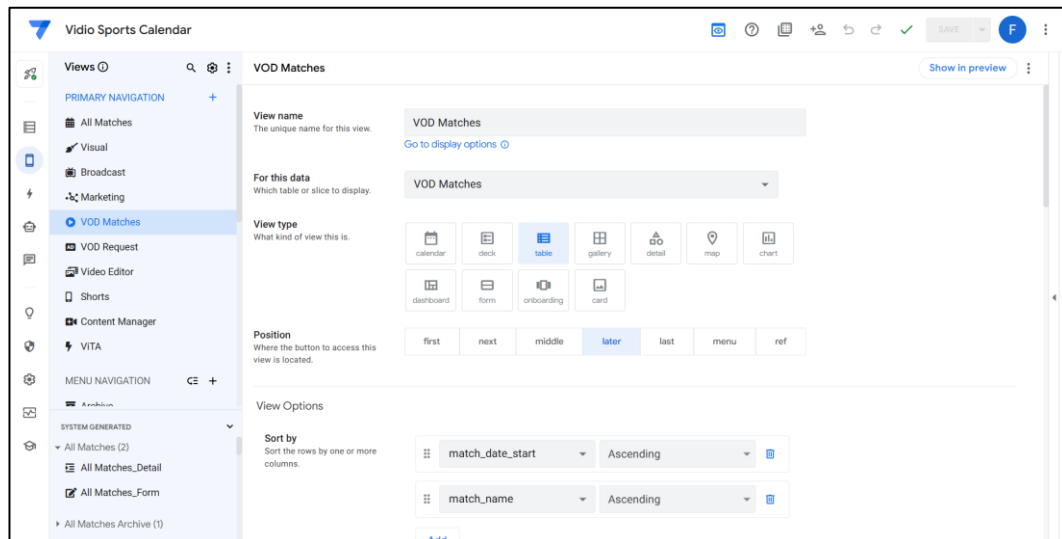 Vidio Sports Calendar
SAVE
F
Views
VOD Matches
Show in preview
PRIMARY NAVIGATION
All Matches
Visual
Broadcast
Marketing
VOD Matches
VOD Request
Video Editor
Shorts
Content Manager
ViTA
MENU NAVIGATION
Archive
SYSTEM GENERATED
All Matches (2)
All Matches_Detail
All Matches_Form
All Matches Archive (1)
View name
The unique name for this view.
VOD Matches
Go to display options
For this data
Which table or slice to display.
VOD Matches
View type
What kind of view this is.
calendar
deck
table
gallery
detail
map
chart
dashboard
form
onboarding
card
Position
Where the button to access this
view is located.
first
next
middle
later
last
menu
ref
View Options
Sort by
Sort the rows by one or more
columns.
match_date_start
Ascending
match_name
Ascending
Add